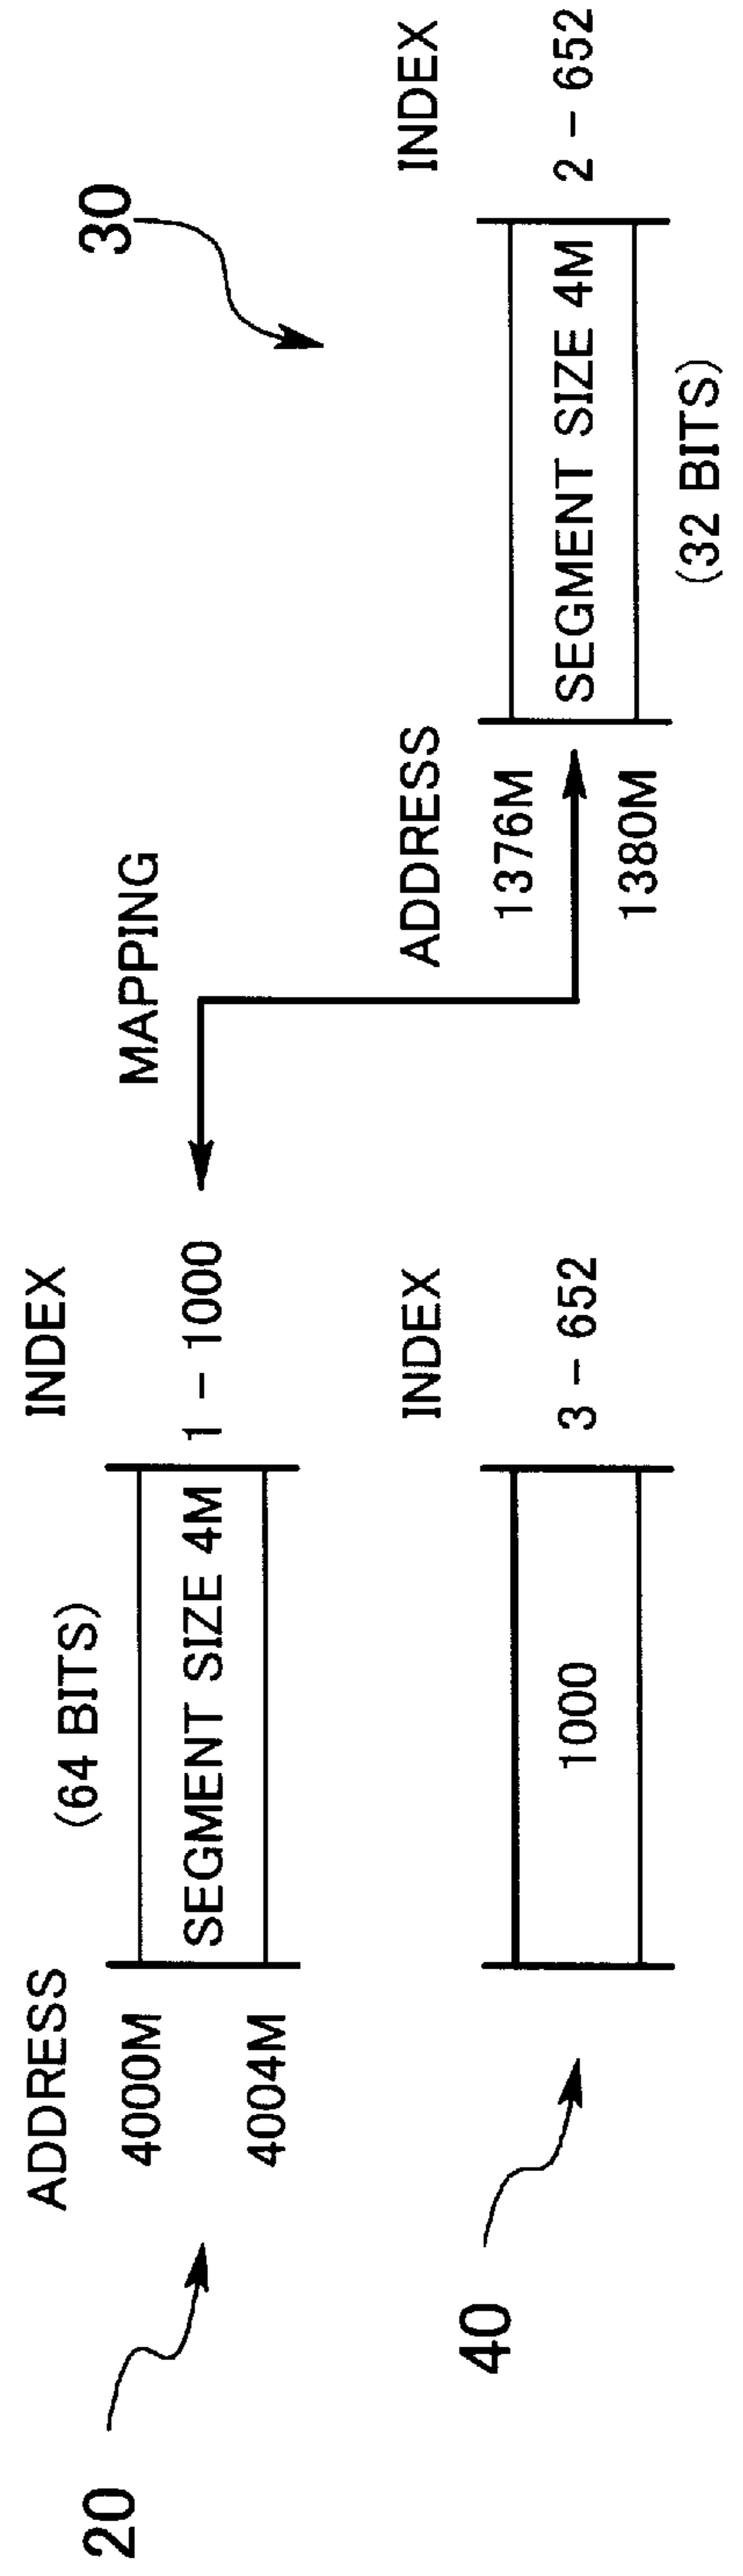 20
ADDRESS
(64 BITS)
INDEX
4000M
SEGMENT SIZE 4M
1 – 1000
4004M
MAPPING
30
40
1000
INDEX
3 – 652
ADDRESS
INDEX
1376M
SEGMENT SIZE 4M
2 – 652
1380M
(32 BITS)